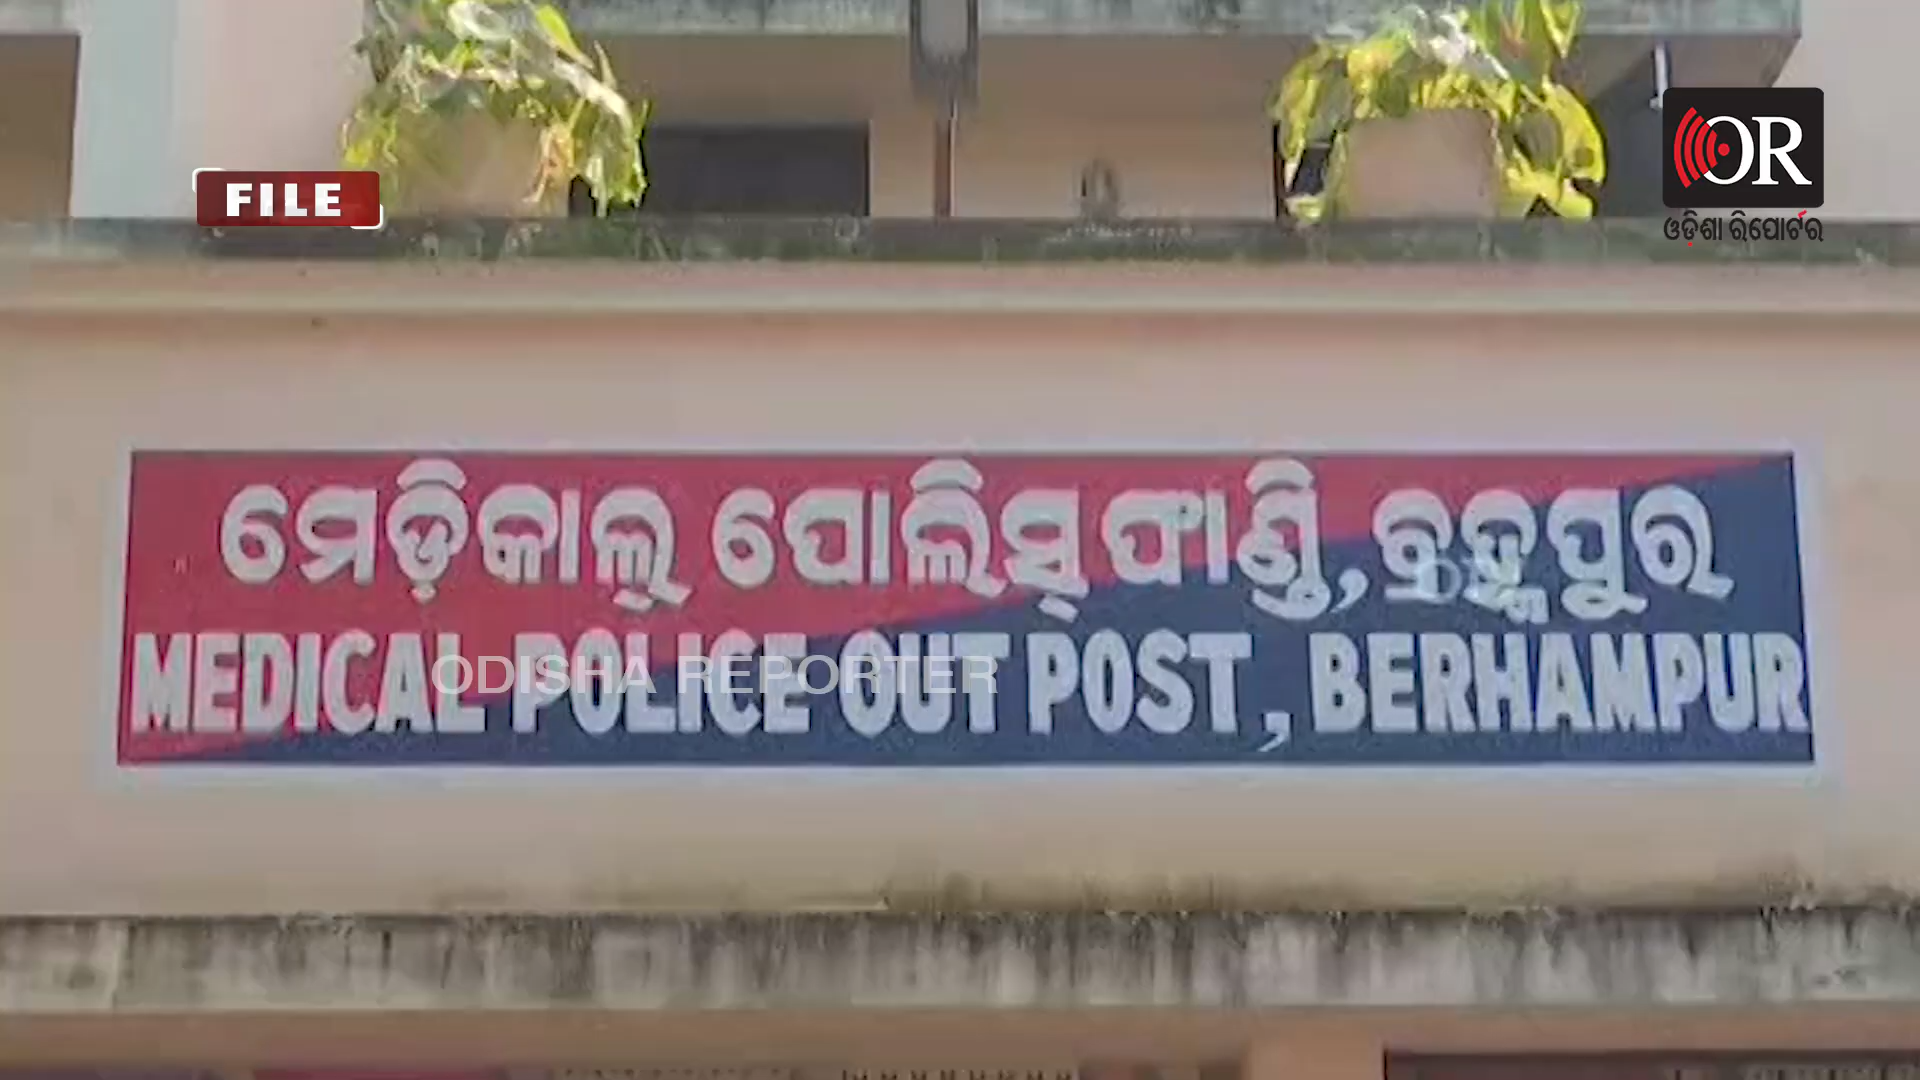 FILE
OR
ଓଡ଼ିଶା ରିପୋର୍ଟର
ମେଡ଼ିକାଲ୍ ପୋଲିସ୍ ଫାଣ୍ଡି, ବ୍ରହ୍ମପୁର
MEDICAL POLICE OUT POST, BERHAMPUR
ODISHA REPORTER